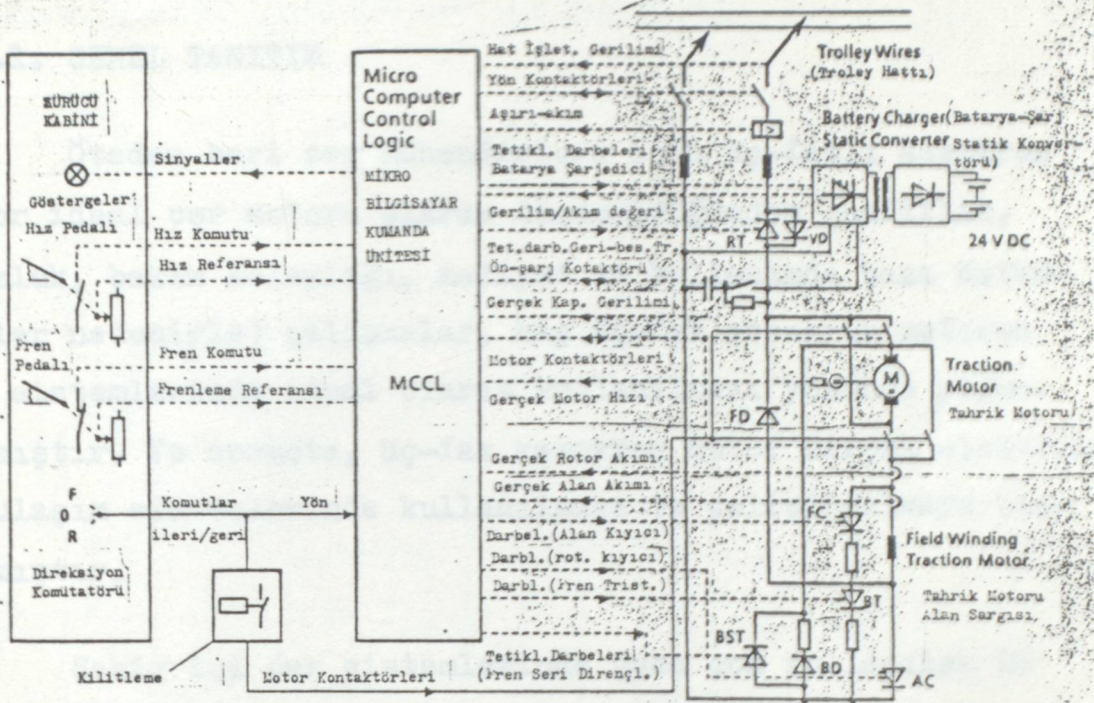 SÜRÜCÜ
KABİNİ
Göstergeler
Hız Pedalı
Fren
Pedalı
F
O
R
Direksiyon
Komütatörü
Kilitleme
Sinyaller
Hız Komutu
Hız Referansı
Fren Komutu
Frenleme Referansı
Komutlar Yön
ileri/geri
Motor Kontaktörleri
Micro
Computer
Control
Logic
MİKRO
BİLGİSAYAR
KUMANDA
ÜNİTESİ
MCCL
Hat İşlet. Gerilimi
Yön Kontaktörleri
Aşırı-akım
Tetikl. Darbeleri
Batarya Şarjedici
Gerilim/Akım değeri
Tet.darb.Geri-bes.Tr.
Ön-şarj Kotaktörü
Gerçek Kap. Gerilimi
Motor Kontaktörleri
Gerçek Motor Hızı
Gerçek Rotor Akımı
Gerçek Alan Akımı
Darbel.(Alan Kıyıcı)
Darbl.(rot. kıyıcı)
Darbl.(Fren Trist.)
Tetikl.Darbeleri
(Fren Seri Dirençl.)
Trolley Wires
(Troley Hattı)
Battery Charger(Batarya-Şarj
Static Converter Statik Konver-
törü)
24 V DC
RT
VD
M
FD
Traction
Motor
Tahrik Motoru
FC
Field Winding
Traction Motor
Tahrik Motoru
Alan Sargısı
BT
BST
BD
AC